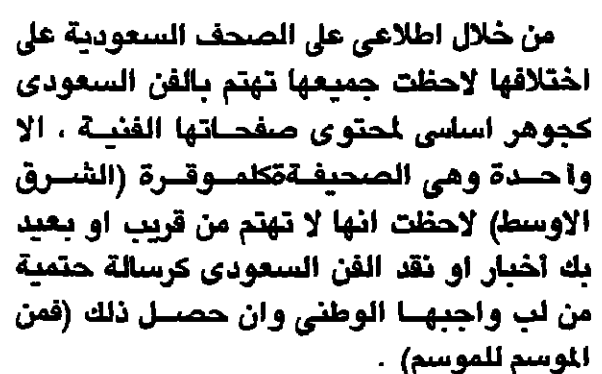 من خلال اطلاعى على الصحف السعودية على
اختلافها لاحظت جميعها تهتم بالفن السعودى
كجوهر اساسى لمحتوى صفحاتها الفنية ، الا
واحدة وهي الصحيفةةكلموقرة (الشرق
الاوسط) لاحظت انها لا تهتم من قريب او بعيد
بك أخبار او نقد الفن السعودى كرسالة حتمية
من لب واجبها الوطني وان حصل ذلك (فمن
الموسم للموسم) .